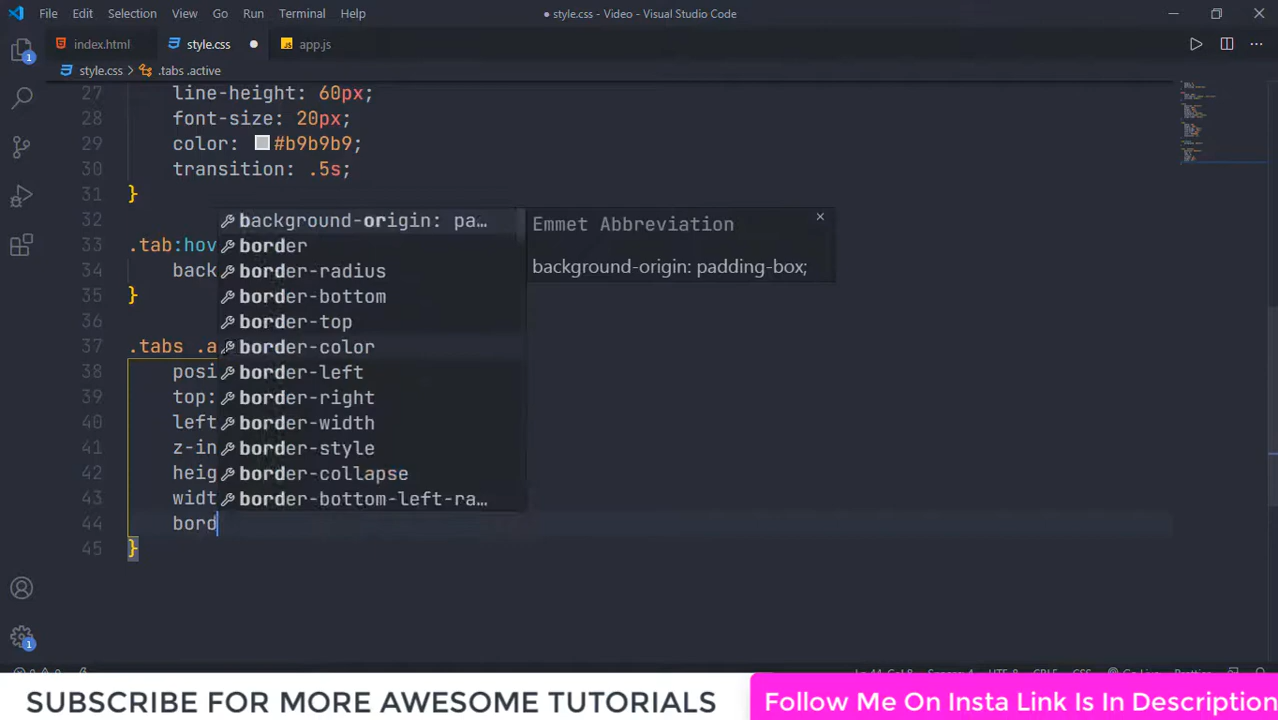 File Edit Selection View Go Run Terminal Help
● style.css - Video - Visual Studio Code
index.html style.css ● app.js
style.css > .tabs .active
27 line-height: 60px;
28 font-size: 20px;
29 color: #b9b9b9;
30 transition: .5s;
31 }
32
33 .tab:hov
34 back
35 }
36
37 .tabs .a
38 posi
39 top:
40 left
41 z-in
42 heig
43 widt
44 bord
45 }
background-origin: pa…
border
border-radius
border-bottom
border-top
border-color
border-left
border-right
border-width
border-style
border-collapse
border-bottom-left-ra…
Emmet Abbreviation
background-origin: padding-box;
1
1
SUBSCRIBE FOR MORE AWESOME TUTORIALS
Follow Me On Insta Link Is In Description